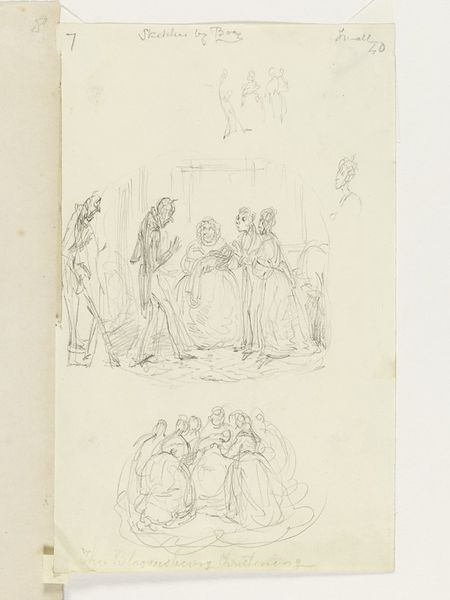 7
Sketches by Boz
Small
40
The Bloomsbury Christening